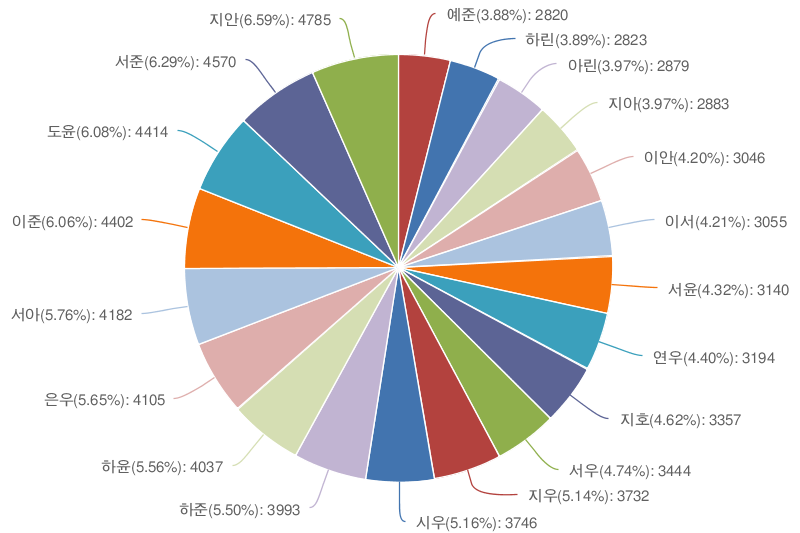 예준(3.88%): 2820
하린(3.89%): 2823
아린(3.97%): 2879
지아(3.97%): 2883
이안(4.20%): 3046
이서(4.21%): 3055
서윤(4.32%): 3140
연우(4.40%): 3194
지호(4.62%): 3357
서우(4.74%): 3444
지우(5.14%): 3732
시우(5.16%): 3746
하준(5.50%): 3993
하윤(5.56%): 4037
은우(5.65%): 4105
서아(5.76%): 4182
이준(6.06%): 4402
도윤(6.08%): 4414
서준(6.29%): 4570
지안(6.59%): 4785